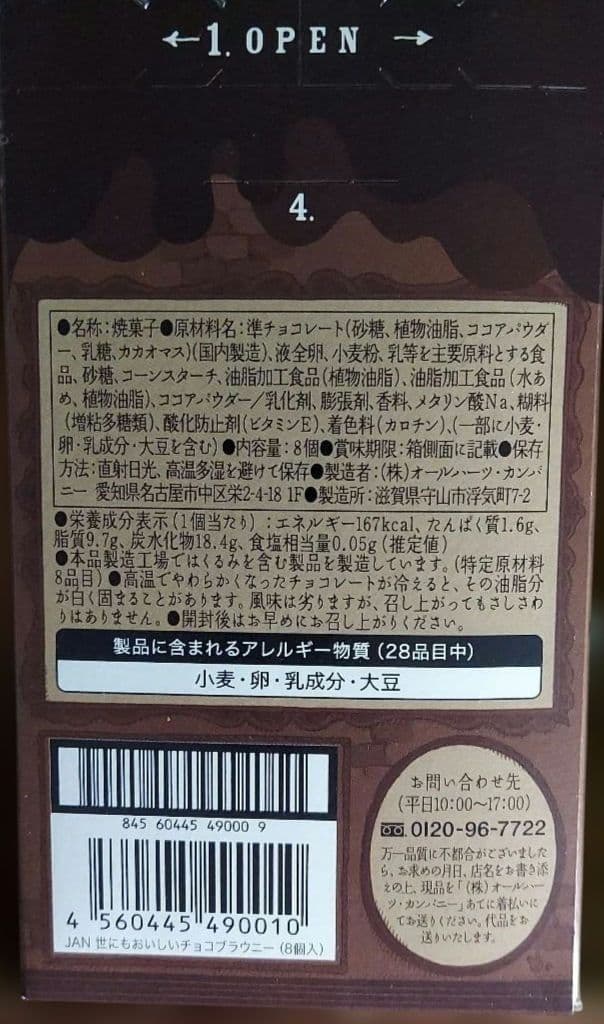 ←1. OPEN→
4.
●名称:焼菓子●原材料名:準チョコレート(砂糖、植物油脂、ココアパウダ
ー、乳糖、カカオマス)(国内製造)、液全卵、小麦粉、乳等を主要原料とする食
品、砂糖、コーンスターチ、油脂加工食品(植物油脂)、油脂加工食品(水あ
め、植物油脂)、ココアパウダー/乳化剤、膨張剤、香料、メタリン酸Na、糊料
(増粘多糖類)、酸化防止剤(ビタミンE)、着色料(カロチン)、(一部に小麦・
卵・乳成分・大豆を含む)●内容量:8個●賞味期限:箱側面に記載●保存
方法:直射日光、高温多湿を避けて保存●製造者:(株)オールハーツ・カンパ
ニー 愛知県名古屋市中区栄2-4-18 1F●製造所:滋賀県守山市浮気町7-2
●栄養成分表示(1個当たり):エネルギー167kcal、たんぱく質1.6g、
脂質9.7g、炭水化物18.4g、食塩相当量0.05g(推定値)
●本品製造工場ではくるみを含む製品を製造しています。(特定原材料
8品目)●高温でやわらかくなったチョコレートが冷えると、その油脂分
が白く固まることがあります。風味は劣りますが、召し上がってもさしさわ
りはありません。●開封後はお早めにお召し上がりください。
製品に含まれるアレルギー物質(28品目中)
小麦・卵・乳成分・大豆
845 60445 49000 9
4 560445 490010
JAN 世にもおいしいチョコブラウニー(8個入)
お問い合わせ先
(平日10:00〜17:00)
0120-96-7722
万一品質に不都合がございました
ら、お求めの月日、店名をお書き添
えの上、現品を「(株)オールハー
ツ・カンパニー」あてに着払いに
てお送りください。代品をお
送りいたします。